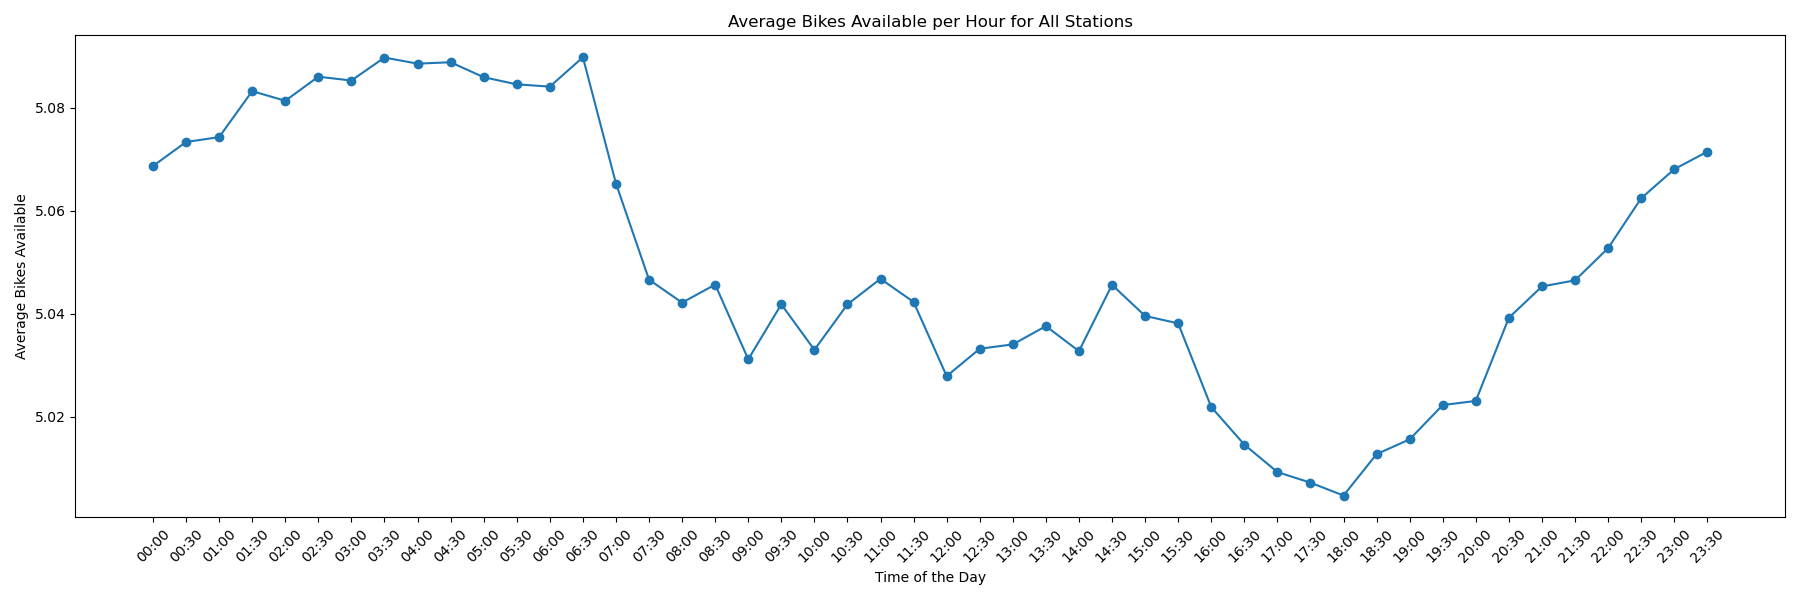 Average Bikes Available per Hour for All Stations
Average Bikes Available
5.08
5.06
5.04
5.02
00:00 00:30 01:00 01:30 02:00 02:30 03:00 03:30 04:00 04:30 05:00 05:30 06:00 06:30 07:00 07:30 08:00 08:30 09:00 09:30 10:00 10:30 11:00 11:30 12:00 12:30 13:00 13:30 14:00 14:30 15:00 15:30 16:00 16:30 17:00 17:30 18:00 18:30 19:00 19:30 20:00 20:30 21:00 21:30 22:00 22:30 23:00 23:30
Time of the Day